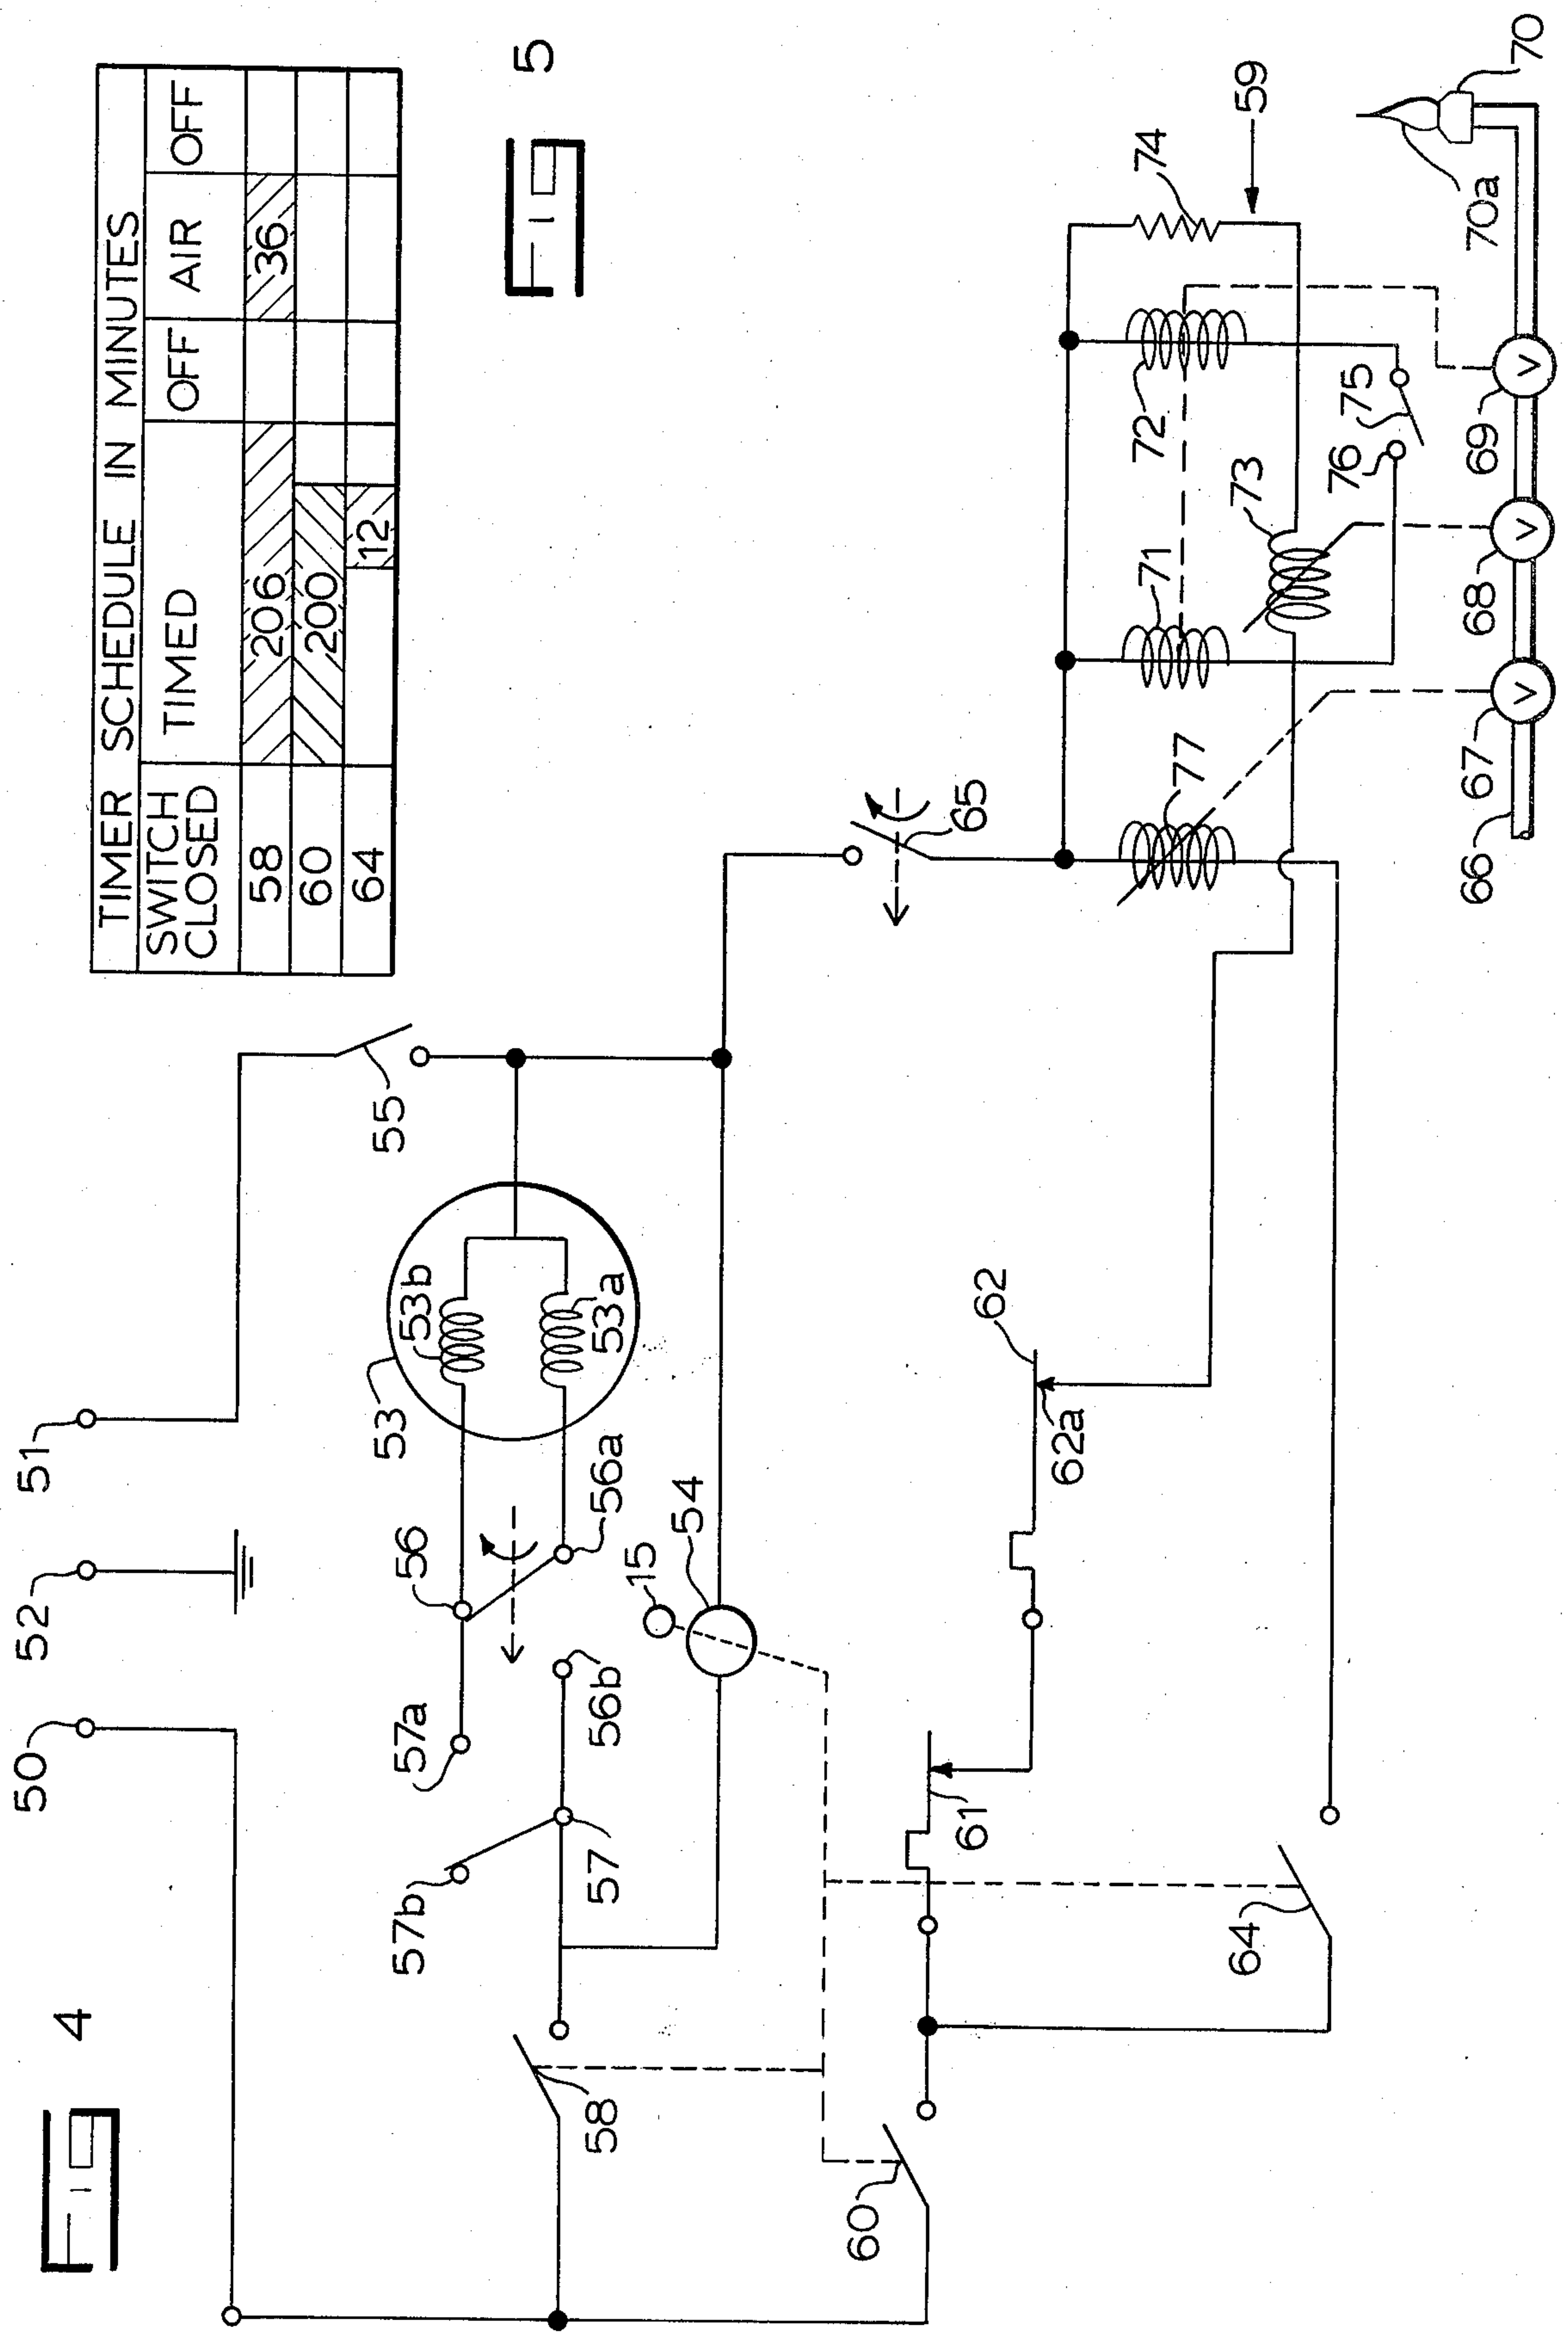 FIG 4
FIG 5
TIMER SCHEDULE IN MINUTES
SWITCH CLOSED TIMED OFF AIR OFF
58 206 36
60 200
64 12
50
52
51
55
53
53b
53a
56
56a
56b
57
57a
57b
54
15
58
60
61
62
62a
64
65
59
74
72
71
73
75
76
77
66
67
68
69
70
70a
V
V
V